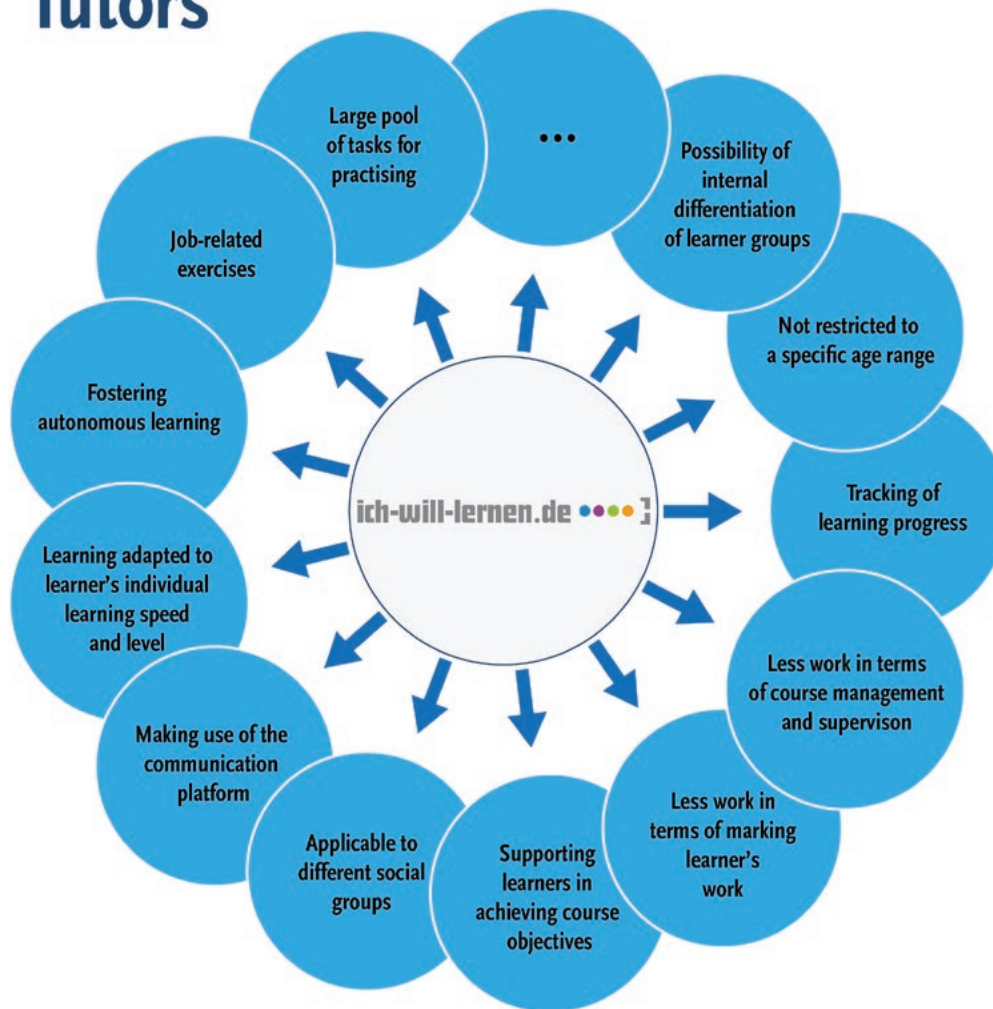 Tutors
...
Possibility of
internal
differentiation
of learner groups
Not restricted to
a specific age range
Tracking of
learning progress
Less work in terms
of course management
and supervison
Less work in
terms of marking
learner's
work
Supporting
learners in
achieving course
objectives
Applicable to
different social
groups
Making use of the
communication
platform
Learning adapted to
learner's individual
learning speed
and level
Fostering
autonomous learning
Job-related
exercises
Large pool
of tasks for
practising
ich-will-lernen.de